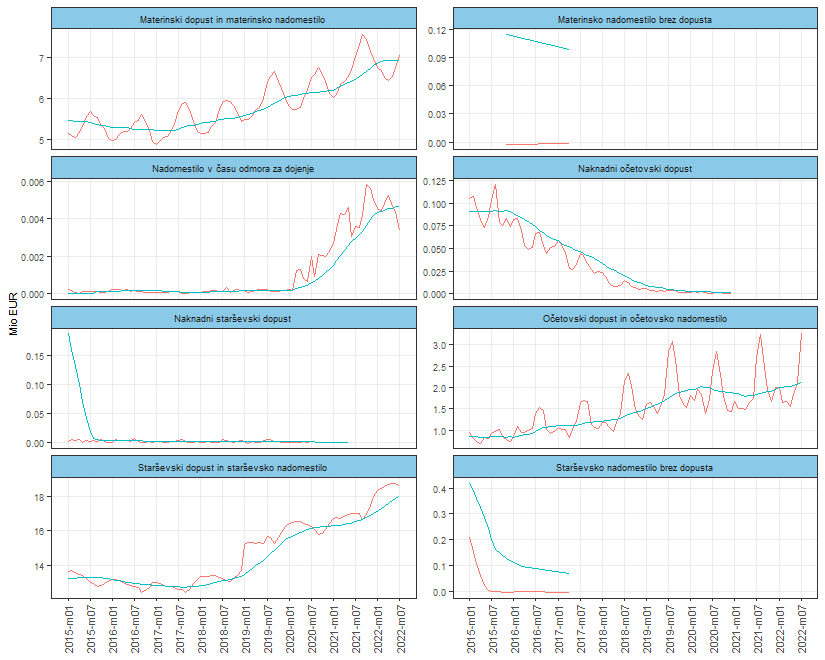 Materinski dopust in materinsko nadomestilo
Materinsko nadomestilo brez dopusta
7
6
5
0.12
0.09
0.06
0.03
0.00
Nadomestilo v času odmora za dojenje
Naknadni očetovski dopust
0.006
0.004
0.002
0.000
0.125
0.100
0.075
0.050
0.025
0.000
Mio EUR
Naknadni starševski dopust
Očetovski dopust in očetovsko nadomestilo
0.15
0.10
0.05
0.00
3.0
2.5
2.0
1.5
1.0
Starševski dopust in starševsko nadomestilo
Starševsko nadomestilo brez dopusta
18
16
14
0.4
0.3
0.2
0.1
0.0
2015-m01
2015-m07
2016-m01
2016-m07
2017-m01
2017-m07
2018-m01
2018-m07
2019-m01
2019-m07
2020-m01
2020-m07
2021-m01
2021-m07
2022-m01
2022-m07
2015-m01
2015-m07
2016-m01
2016-m07
2017-m01
2017-m07
2018-m01
2018-m07
2019-m01
2019-m07
2020-m01
2020-m07
2021-m01
2021-m07
2022-m01
2022-m07